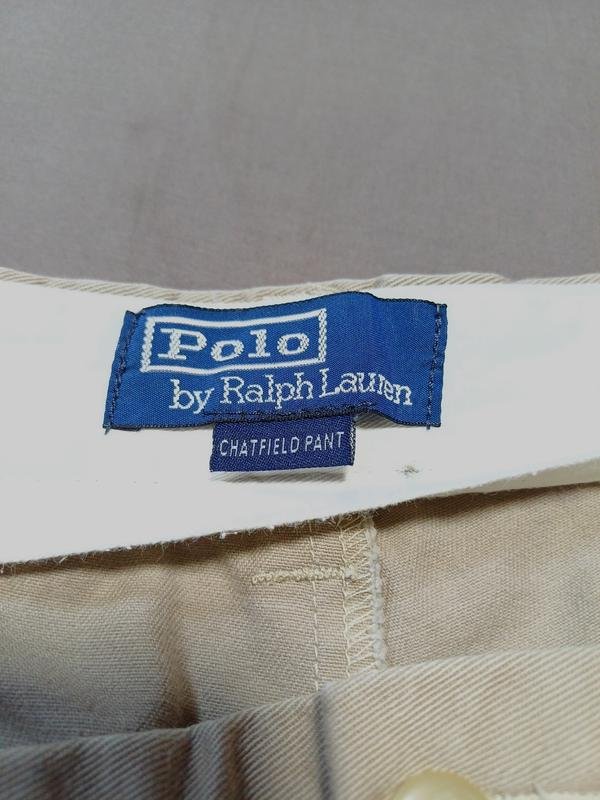 Polo
by Ralph Lauren
CHATFIELD PANT